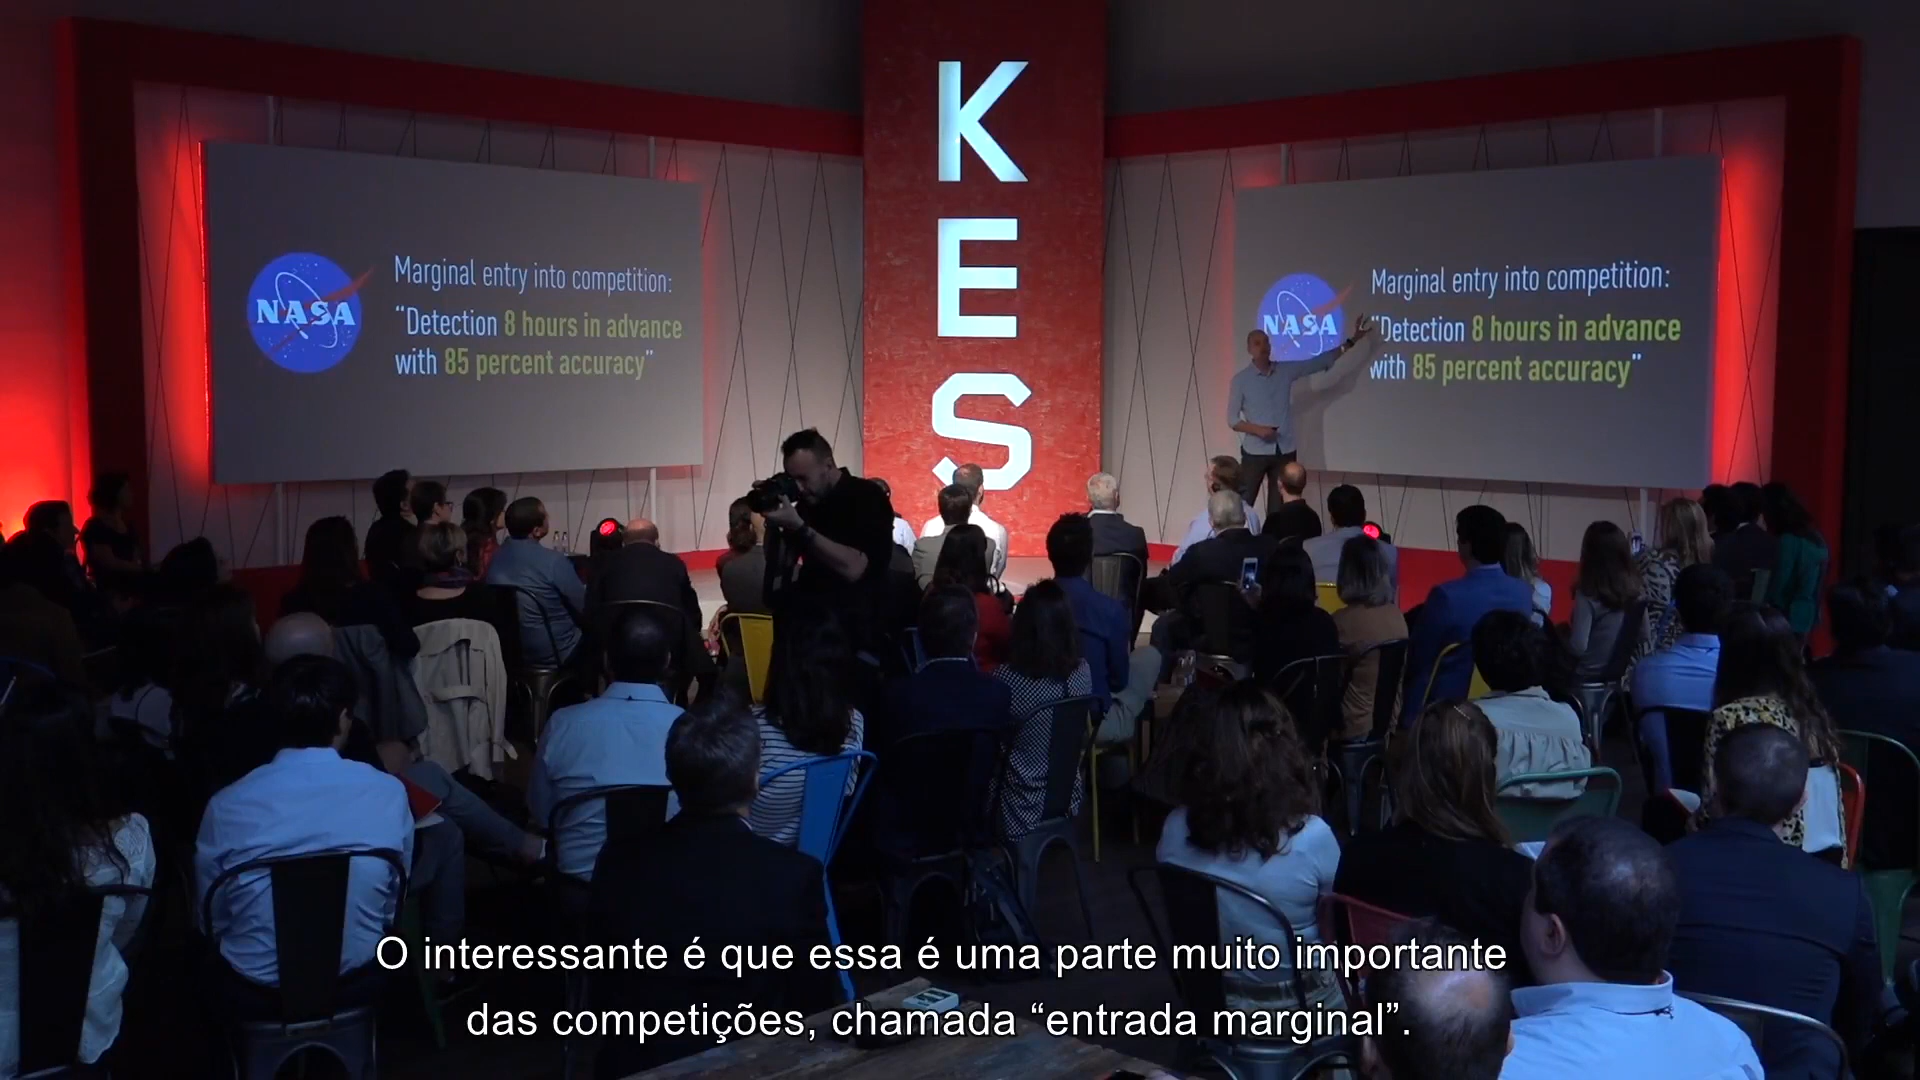 NASA
Marginal entry into competition:
“Detection 8 hours in advance
with 85 percent accuracy”
KES
NASA
Marginal entry into competition:
"Detection 8 hours in advance
with 85 percent accuracy”
O interessante é que essa é uma parte muito importante
das competições, chamada “entrada marginal”.